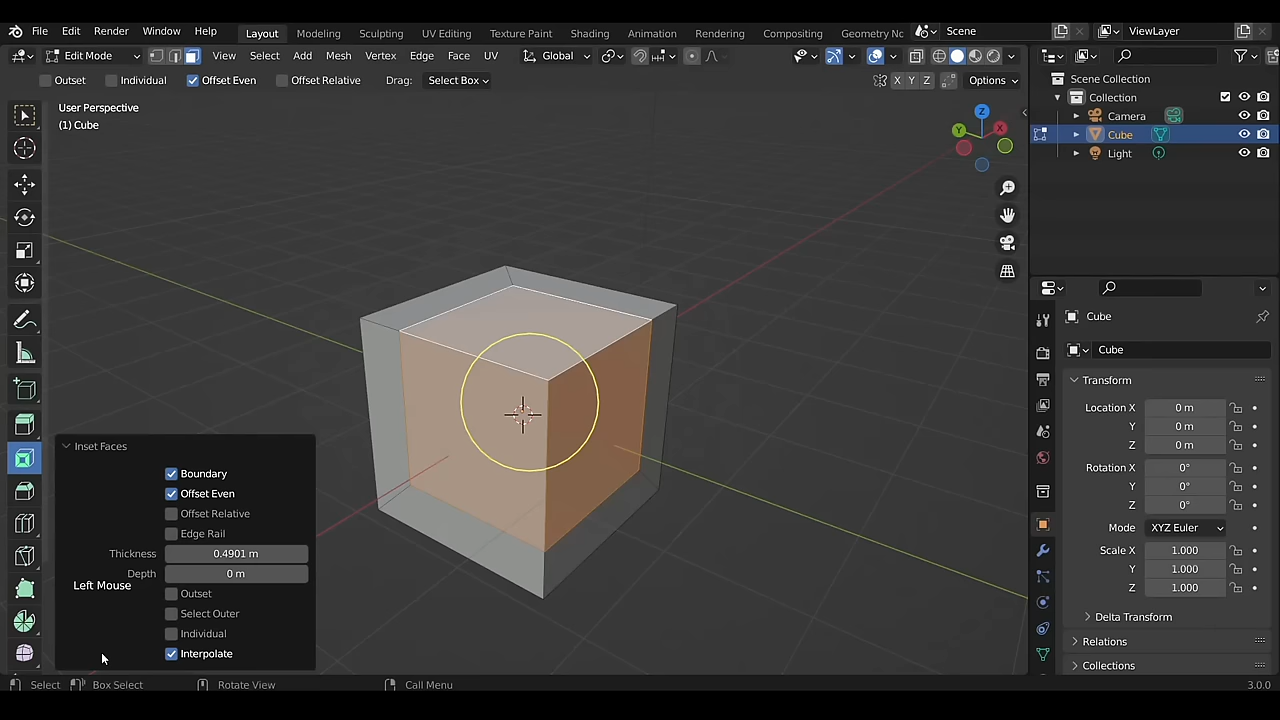 File Edit Render Window Help Layout Modeling Sculpting UV Editing Texture Paint Shading Animation Rendering Compositing Geometry Nc Scene ViewLayer
Edit Mode View Select Add Mesh Vertex Edge Face UV Global
Outset Individual Offset Even Offset Relative Drag: Select Box X Y Z Options
User Perspective
(1) Cube
Z
Y X
Scene Collection
Collection
Camera
Cube
Light
Cube
Cube
Transform
Location X 0 m
Y 0 m
Z 0 m
Rotation X 0°
Y 0°
Z 0°
Mode XYZ Euler
Scale X 1.000
Y 1.000
Z 1.000
Delta Transform
Relations
Collections
Inset Faces
Boundary
Offset Even
Offset Relative
Edge Rail
Thickness 0.4901 m
Depth 0 m
Left Mouse
Outset
Select Outer
Individual
Interpolate
Select Box Select Rotate View Call Menu 3.0.0